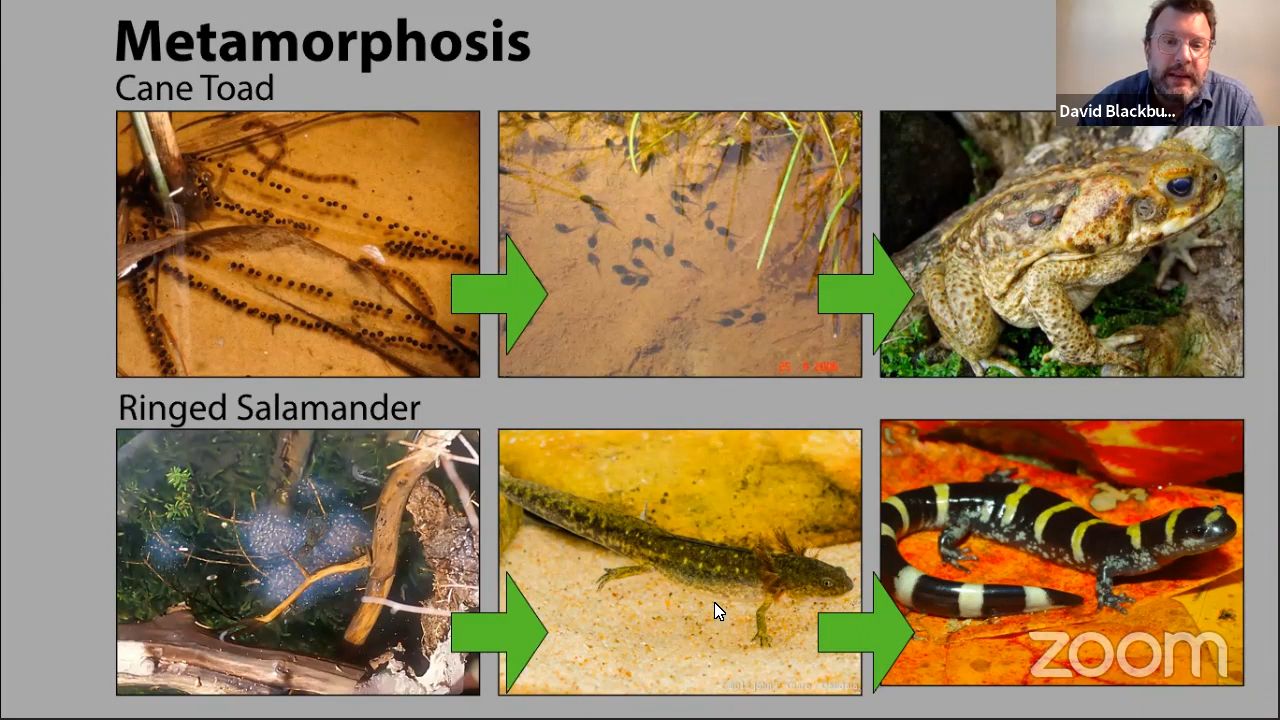 Metamorphosis
Cane Toad
David Blackbu...
Ringed Salamander
zoom